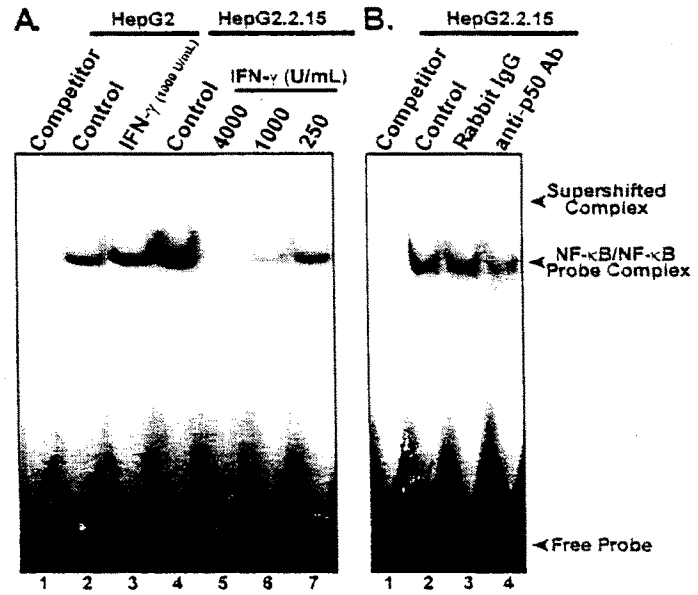 A.
HepG2
HepG2.2.15
Competitor
Control
IFN-γ (1000 U/mL)
Control
IFN-γ (U/mL)
4000
1000
250
1 2 3 4 5 6 7
B.
HepG2.2.15
Competitor
Control
Rabbit IgG
anti-p50 Ab
Supershifted
Complex
NF-κB/NF-κB
Probe Complex
Free Probe
1 2 3 4